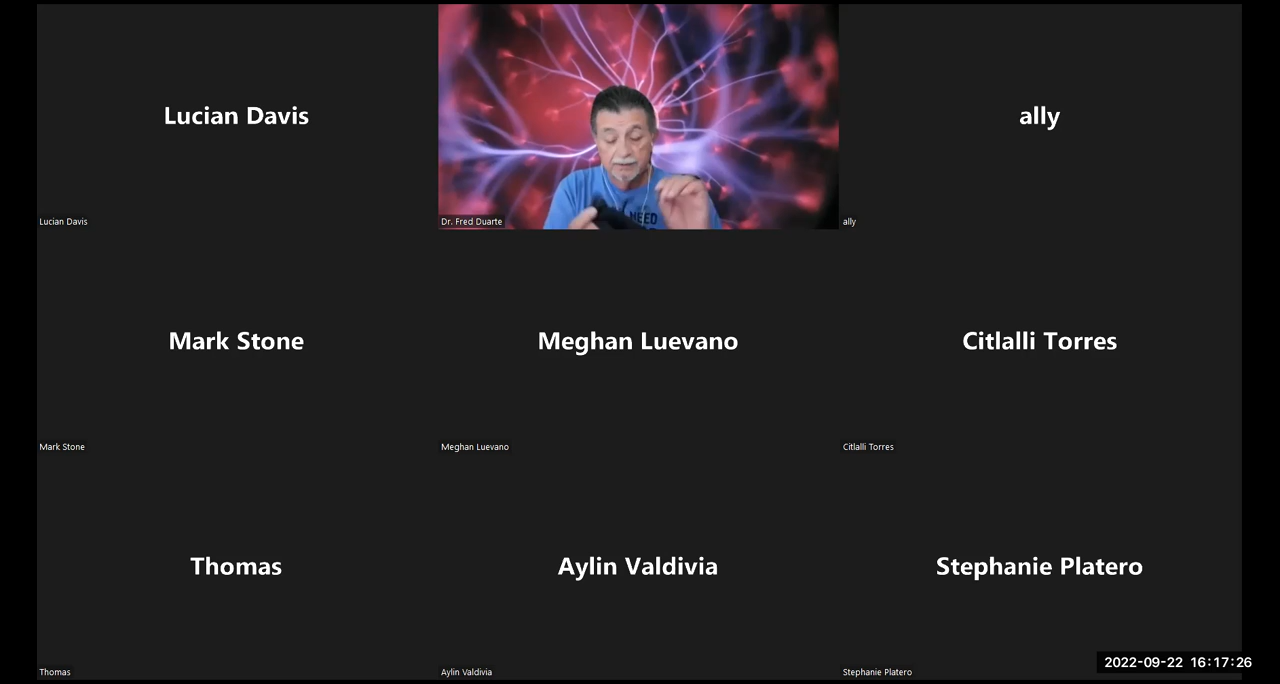 Lucian Davis
ally
Lucian Davis
NEED
Dr. Fred Duarte
ally
Mark Stone
Meghan Luevano
Citlalli Torres
Mark Stone
Meghan Luevano
Citlalli Torres
Thomas
Aylin Valdivia
Stephanie Platero
2022-09-22 16:17:26
Thomas
Aylin Valdivia
Stephanie Platero